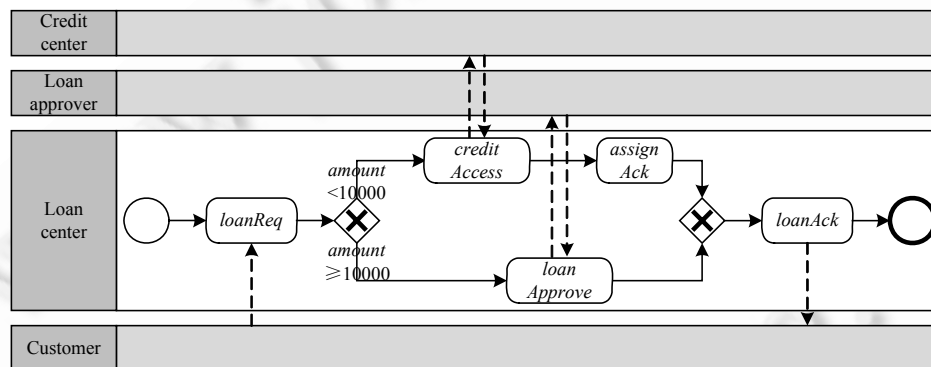 Credit
center
Loan
approver
Loan
center
loanReq
amount
<10000
amount
≥10000
credit
Access
assign
Ack
loan
Approve
loanAck
Customer